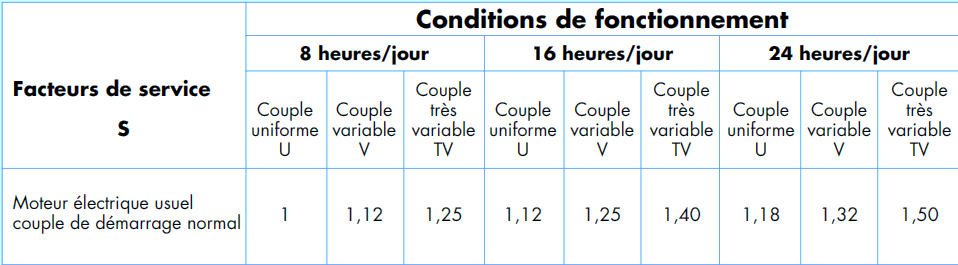 Conditions de fonctionnement
8 heures/jour 16 heures/jour 24 heures/jour
Facteurs de service
S
Couple uniforme U
Couple variable V
Couple très variable TV
Couple uniforme U
Couple variable V
Couple très variable TV
Couple uniforme U
Couple variable V
Couple très variable TV
Moteur électrique usuel
couple de démarrage normal
1 1,12 1,25 1,12 1,25 1,40 1,18 1,32 1,50